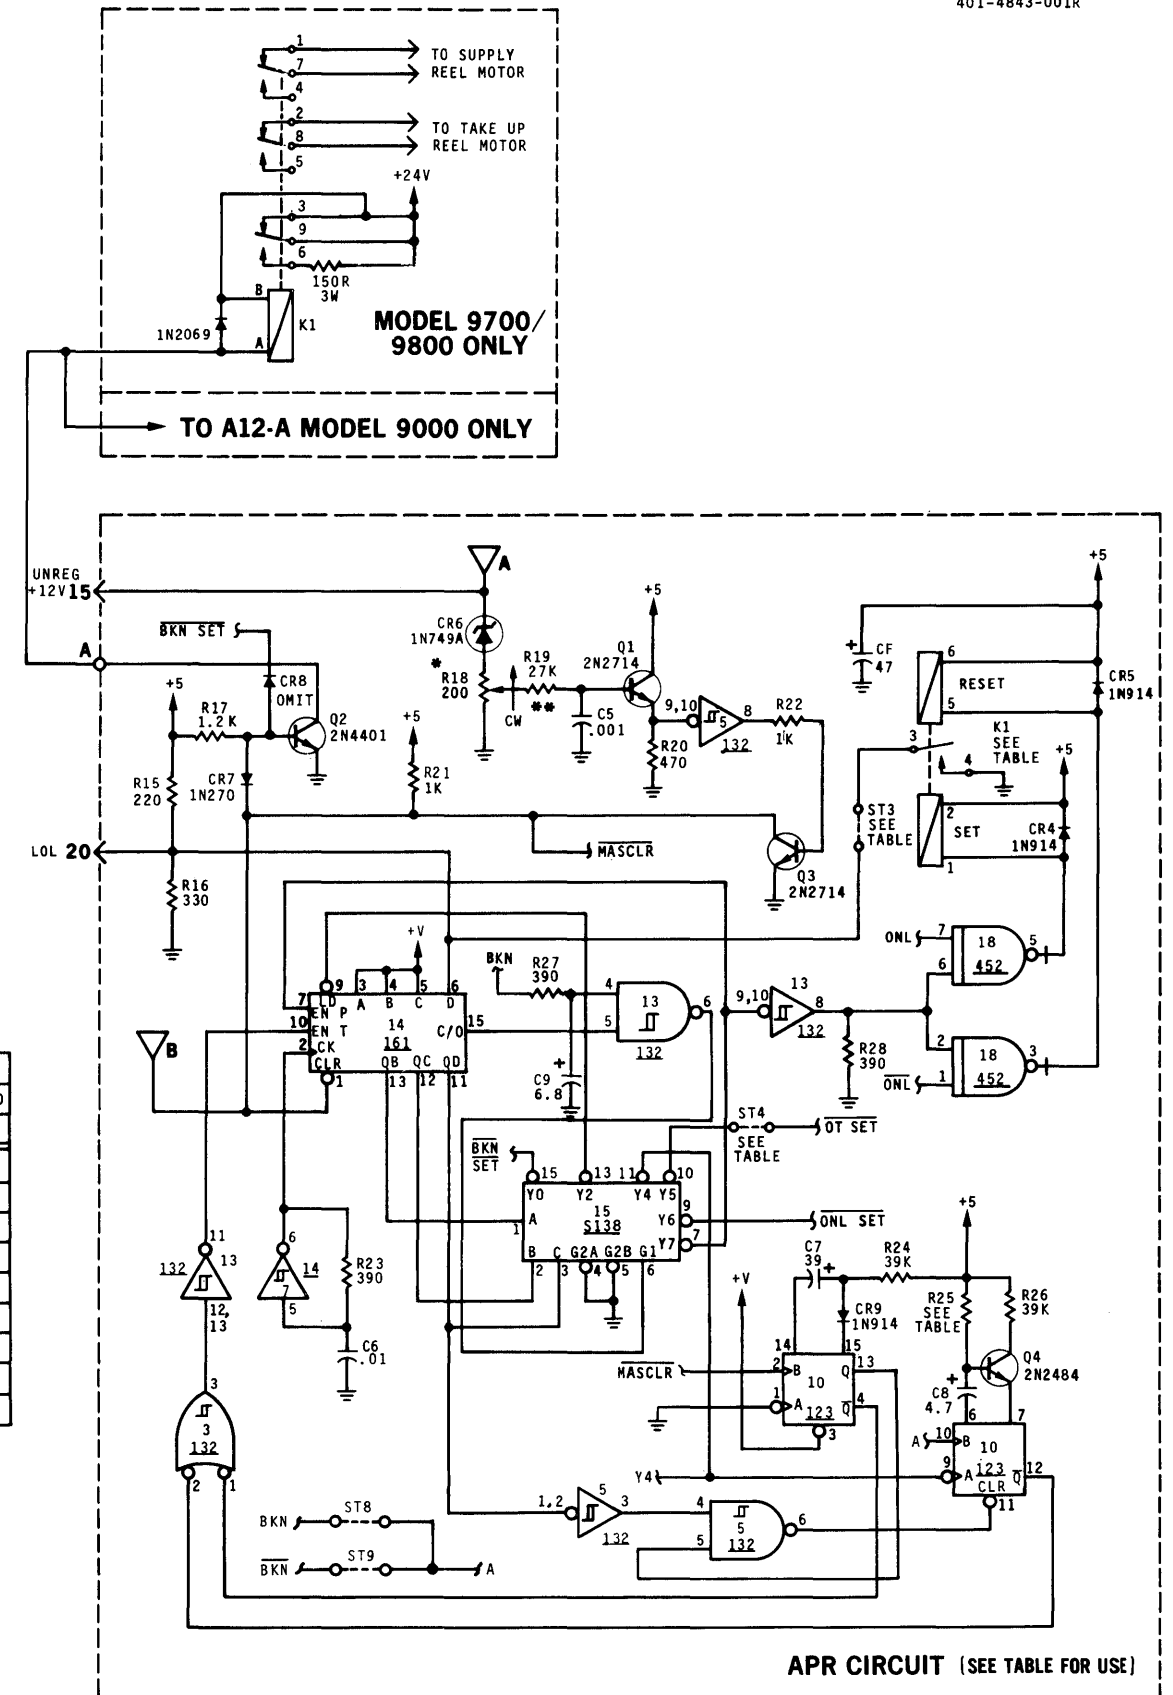 401-4843-001R
1
7
4
TO SUPPLY
REEL MOTOR
2
8
5
TO TAKE UP
REEL MOTOR
+24V
3
9
6
150R
3W
B
K1
1N2069
A
MODEL 9700/
9800 ONLY
TO A12-A MODEL 9000 ONLY
UNREG
+12V 15
A
BKN SET
A
CR6
1N749A
*
R18
200
CW
R19
27K
**
C5
.001
Q1
2N2714
+5
R20
470
9,10
5
8
132
R22
1K
+5
CF
47
6
RESET
5
CR5
1N914
K1
SEE
TABLE
3
4
+5
2
SET
1
CR4
1N914
ST3
SEE
TABLE
CR8
OMIT
+5
R17
1.2K
Q2
2N4401
R15
220
CR7
1N270
+5
R21
1K
MASCLR
Q3
2N2714
LOL 20
R16
330
+V
BKN
R27
390
9
3
4
5
6
7
LD
A
B
C
D
EN P
10
EN T
14
C/O
15
2
CK
161
CLR
QB
QC
QD
1
13
12
11
B
4
5
13
6
132
C9
6.8
9,10
13
8
132
R28
390
ONL
7
6
18
452
5
2
1
18
452
3
ONL
ST4
SEE
TABLE
OT SET
BKN
SET
15
13
11
10
Y0
Y2
Y4
Y5
1
A
15
S138
Y6
9
Y7
7
B
C
G2A
G2B
G1
2
3
4
5
6
ONL SET
11
132
13
12,
13
6
14
7
5
R23
390
C6
.01
3
3
132
2
1
+V
C7
39
R24
39K
+5
R25
SEE
TABLE
R26
39K
CR9
1N914
14
15
MASCLR
2
B
10
Q
13
1
A
123
Q
4
3
Q4
2N2484
C8
4.7
6
7
A
10
B
10
9
A
123
Q
12
CLR
11
Y4
1,2
5
3
132
4
5
5
132
6
BKN
ST8
BKN
ST9
A
APR CIRCUIT (SEE TABLE FOR USE)